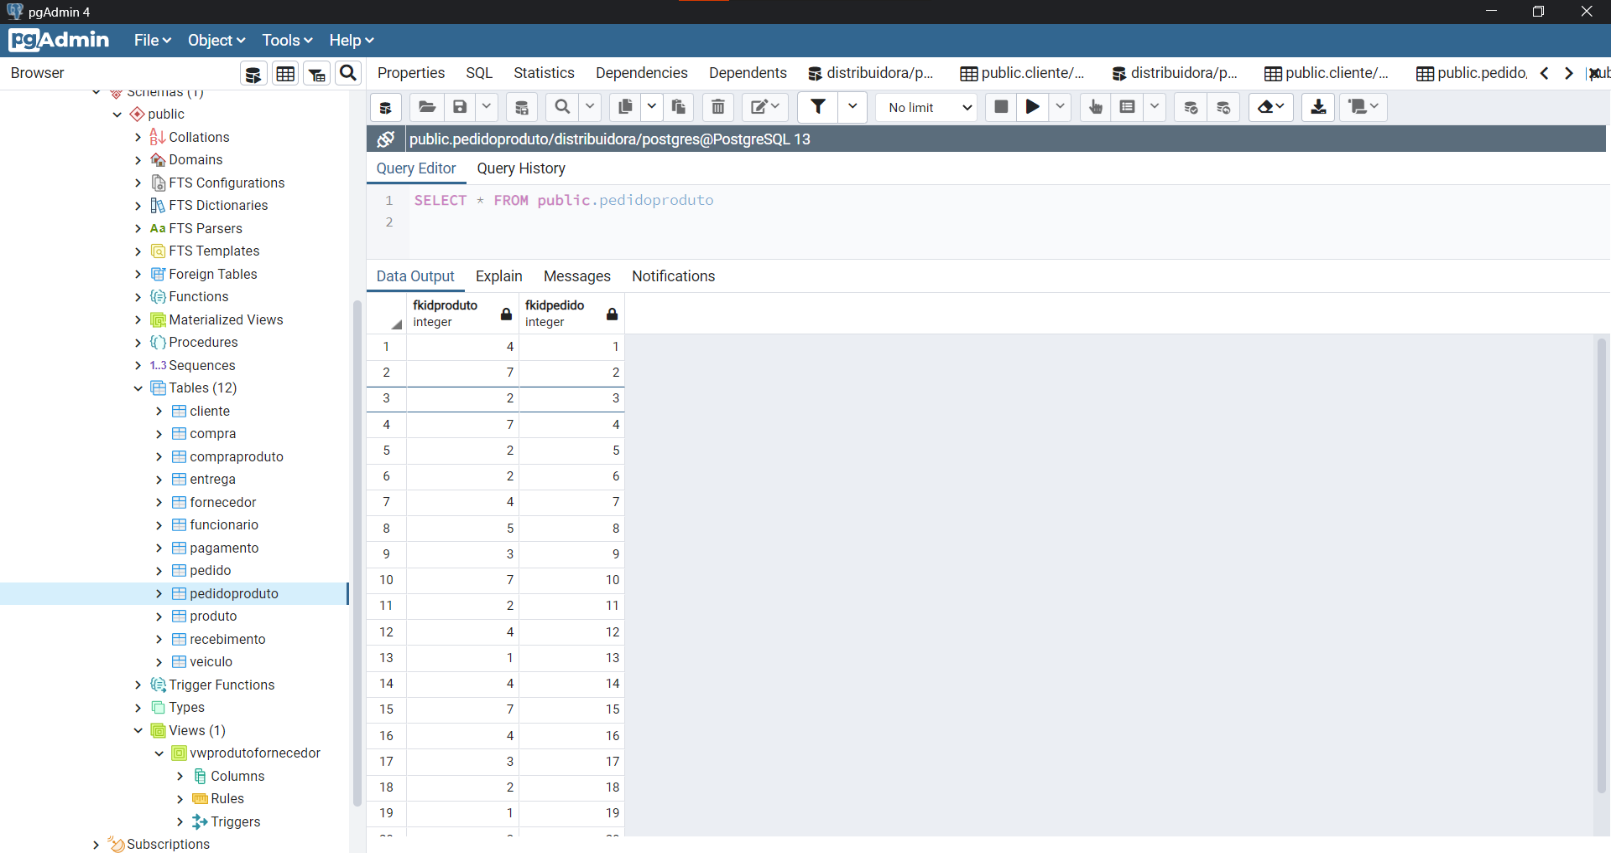 pgAdmin 4
pgAdmin File Object Tools Help
Browser
Properties SQL Statistics Dependencies Dependents distribuidora/p... public.cliente/... distribuidora/p... public.cliente/... public.pedido,
No limit
public.pedidoproduto/distribuidora/postgres@PostgreSQL 13
Query Editor Query History
1 SELECT * FROM public.pedidoproduto
2
Schemas (1)
public
Collations
Domains
FTS Configurations
FTS Dictionaries
Aa FTS Parsers
FTS Templates
Foreign Tables
Functions
Materialized Views
Procedures
1..3 Sequences
Tables (12)
cliente
compra
compraproduto
entrega
fornecedor
funcionario
pagamento
pedido
pedidoproduto
produto
recebimento
veiculo
Trigger Functions
Types
Views (1)
vwprodutofornecedor
Columns
Rules
Triggers
Subscriptions
Data Output Explain Messages Notifications
fkidproduto fkidpedido
integer integer
1 4 1
2 7 2
3 2 3
4 7 4
5 2 5
6 2 6
7 4 7
8 5 8
9 3 9
10 7 10
11 2 11
12 4 12
13 1 13
14 4 14
15 7 15
16 4 16
17 3 17
18 2 18
19 1 19